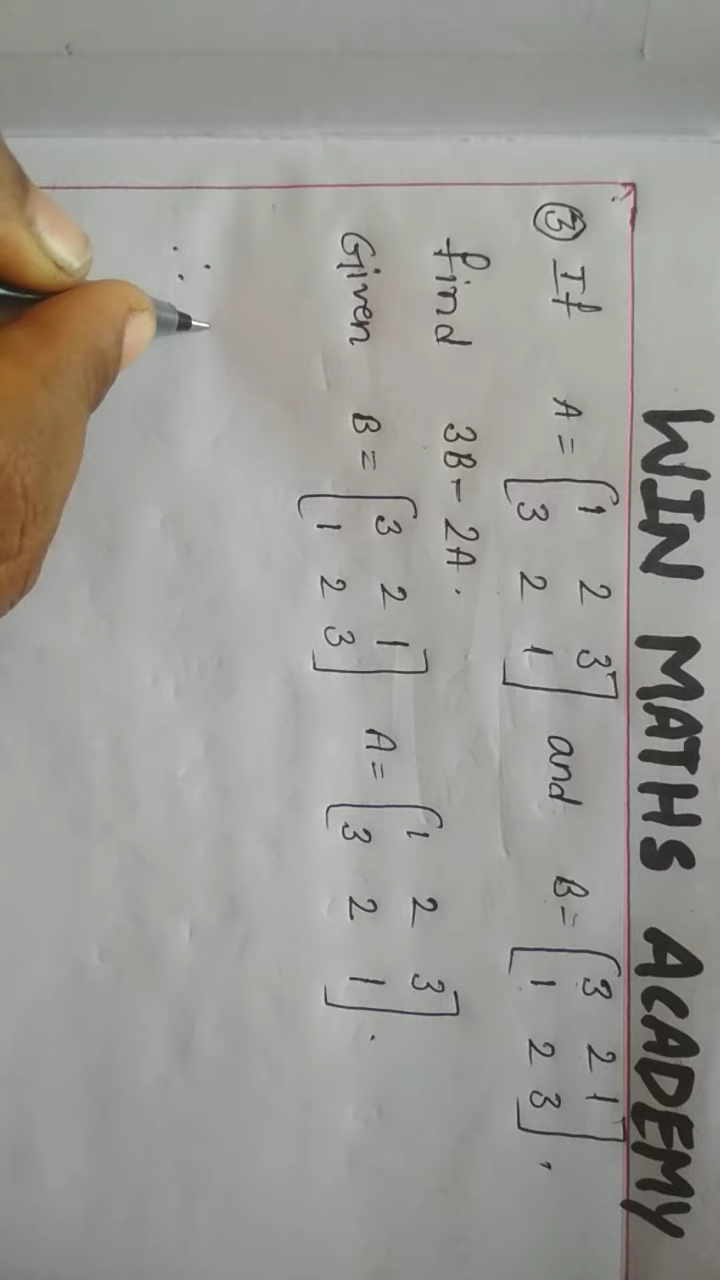 WIN MATHS ACADEMY
③ If A = [1 2 3
3 2 1] and B = [3 2 1
1 2 3],
find 3B - 2A.
Given B = [3 2 1
1 2 3] A = [1 2 3
3 2 1].
∴